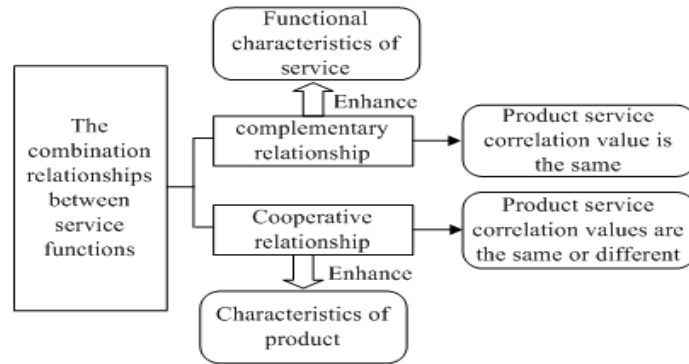 The
combination
relationships
between
service
functions
Functional
characteristics of
service
Enhance
complementary
relationship
Product service
correlation value is
the same
Cooperative
relationship
Product service
correlation values are
the same or different
Enhance
Characteristics of
product